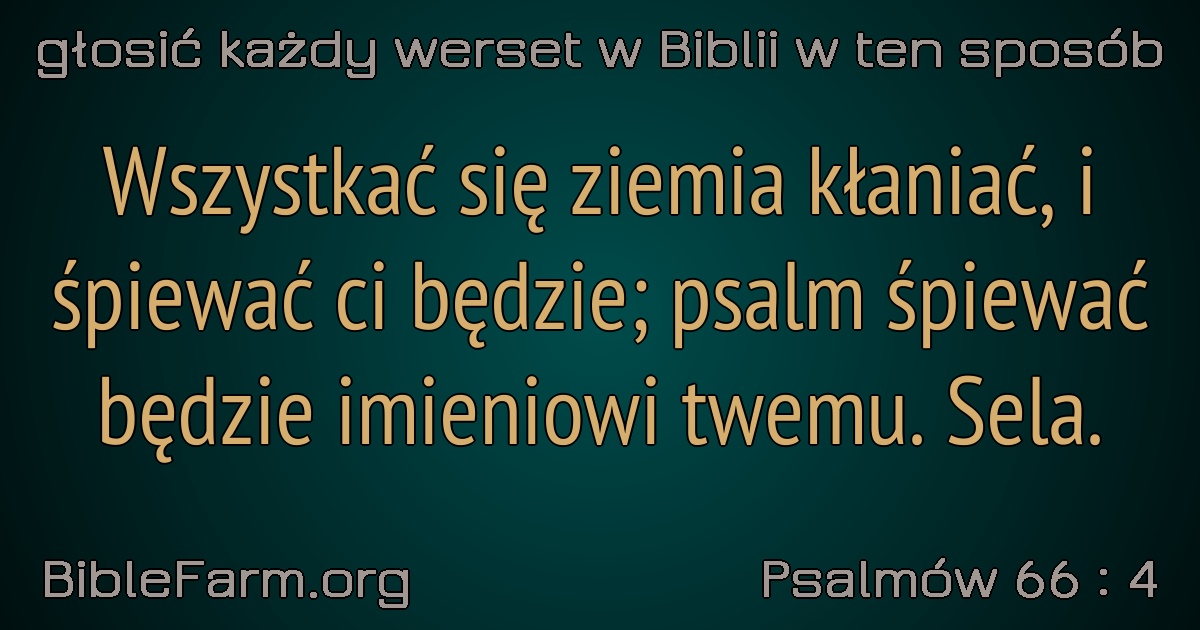 głosić każdy werset w Biblii w ten sposób
Wszystkać się ziemia kłaniać, i
śpiewać ci będzie; psalm śpiewać
będzie imieniowi twemu. Sela.
BibleFarm.org
Psalmów 66 : 4